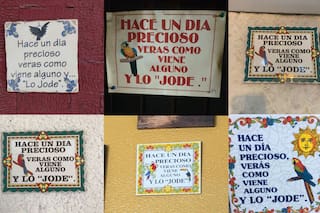 Hace un día
precioso
verás como
viene alguno y...
"Lo Jode"
HACE UN DIA
PRECIOSO
VERAS COMO
VIENE
ALGUNO
Y LO "JODE ."
HACE UN DIA
PRECIOSO
VERAS COMO
VIENE
ALGUNO
Y LO "JODE".
HACE UN DIA
PRECIOSO
VERAS COMO
VIENE
ALGUNO
Y LO "JODE".
HACE UN DIA
PRECIOSO
VERAS COMO
VIENE
ALGUNO
Y LO "JODE".
HACE
UN DÍA
PRECIOSO,
VERÁS
COMO
VIENE
ALGUNO
Y LO "JODE"